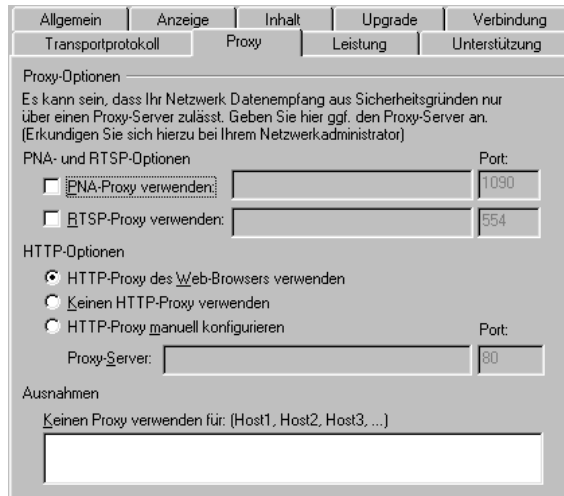 Allgemein Anzeige Inhalt Upgrade Verbindung
Transportprotokoll Proxy Leistung Unterstützung
Proxy-Optionen
Es kann sein, dass Ihr Netzwerk Datenempfang aus Sicherheitsgründen nur
über einen Proxy-Server zulässt. Geben Sie hier ggf. den Proxy-Server an.
(Erkundigen Sie sich hierzu bei Ihrem Netzwerkadministrator)
PNA- und RTSP-Optionen Port:
PNA-Proxy verwenden: 1090
RTSP-Proxy verwenden: 554
HTTP-Optionen
HTTP-Proxy des Web-Browsers verwenden
Keinen HTTP-Proxy verwenden
HTTP-Proxy manuell konfigurieren Port:
Proxy-Server: 80
Ausnahmen
Keinen Proxy verwenden für: (Host1, Host2, Host3, ...)